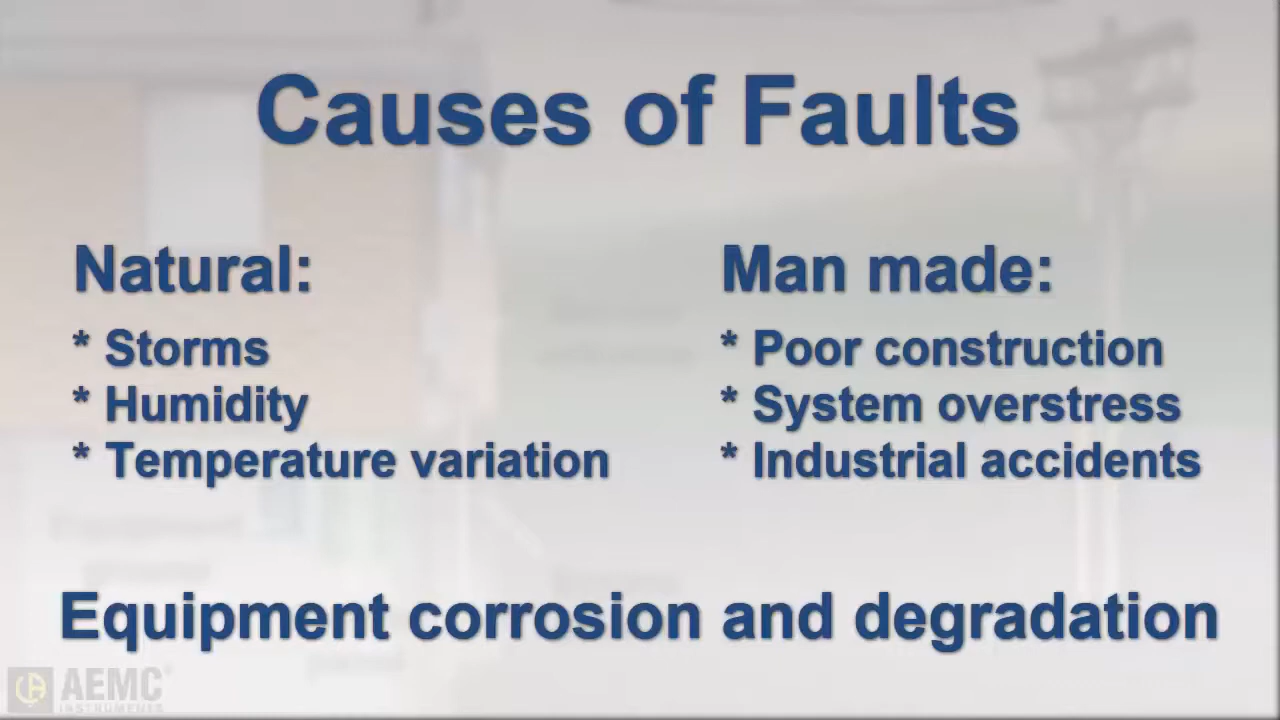 Causes of Faults
Natural:
* Storms
* Humidity
* Temperature variation
Man made:
* Poor construction
* System overstress
* Industrial accidents
Equipment corrosion and degradation
AEMC®
INSTRUMENTS